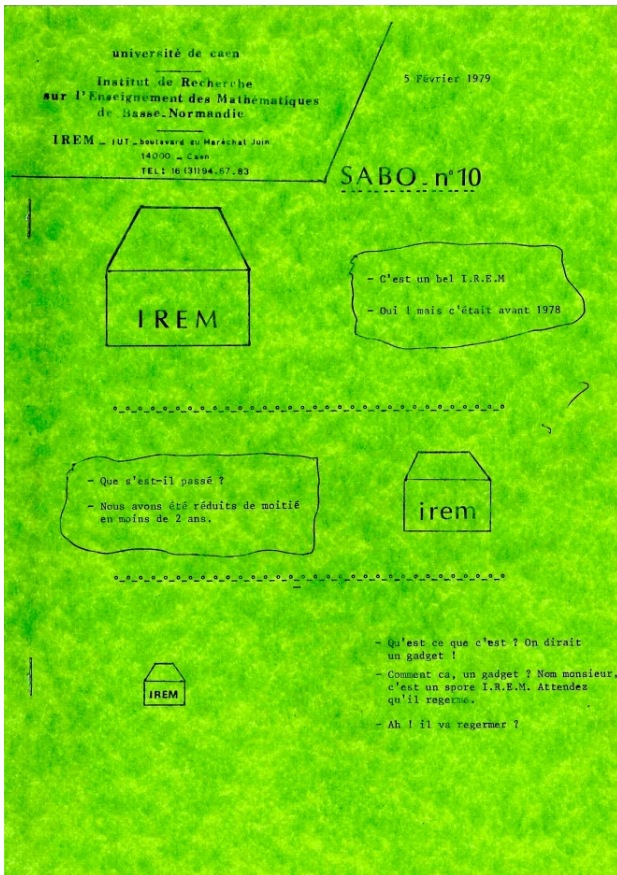 université de caen
Institut de Recherche
sur l'Enseignement des Mathématiques
de Basse-Normandie
IREM _ IUT _ boulevard du Maréchal Juin
14000 _ Caen
TEL : 16 (31) 94.67.83
5 Février 1979
SABO_n°10
IREM
- C'est un bel I.R.E.M
- Oui ! mais c'était avant 1978
- Que s'est-il passé ?
- Nous avons été réduits de moitié
en moins de 2 ans.
irem
- Qu'est ce que c'est ? On dirait
un gadget !
- Comment ca, un gadget ? Nom monsieur,
c'est un spore I.R.E.M. Attendez
qu'il regerme.
- Ah ! il va regermer ?
IREM